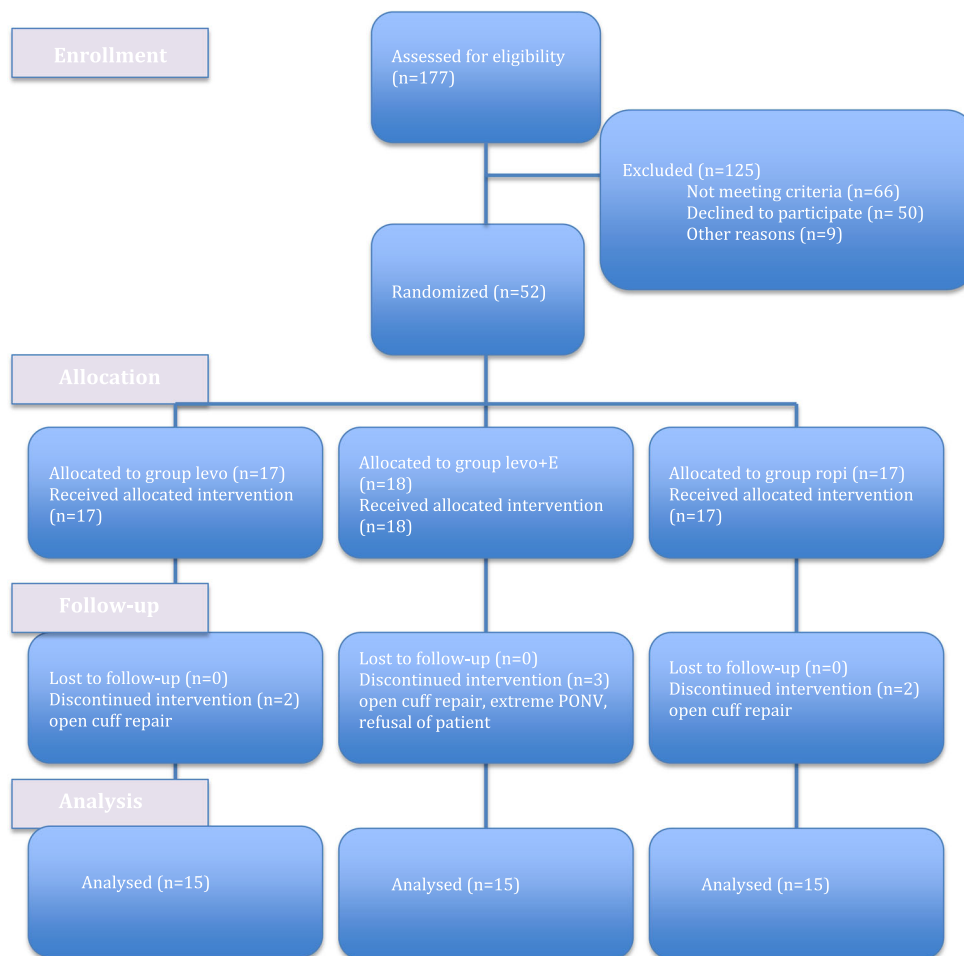 Enrollment
Assessed for eligibility
(n=177)
Excluded (n=125)
Not meeting criteria (n=66)
Declined to participate (n= 50)
Other reasons (n=9)
Randomized (n=52)
Allocation
Allocated to group levo (n=17)
Received allocated intervention
(n=17)
Allocated to group levo+E
(n=18)
Received allocated intervention
(n=18)
Allocated to group ropi (n=17)
Received allocated intervention
(n=17)
Follow-up
Lost to follow-up (n=0)
Discontinued intervention (n=2)
open cuff repair
Lost to follow-up (n=0)
Discontinued intervention (n=3)
open cuff repair, extreme PONV,
refusal of patient
Lost to follow-up (n=0)
Discontinued intervention (n=2)
open cuff repair
Analysis
Analysed (n=15)
Analysed (n=15)
Analysed (n=15)